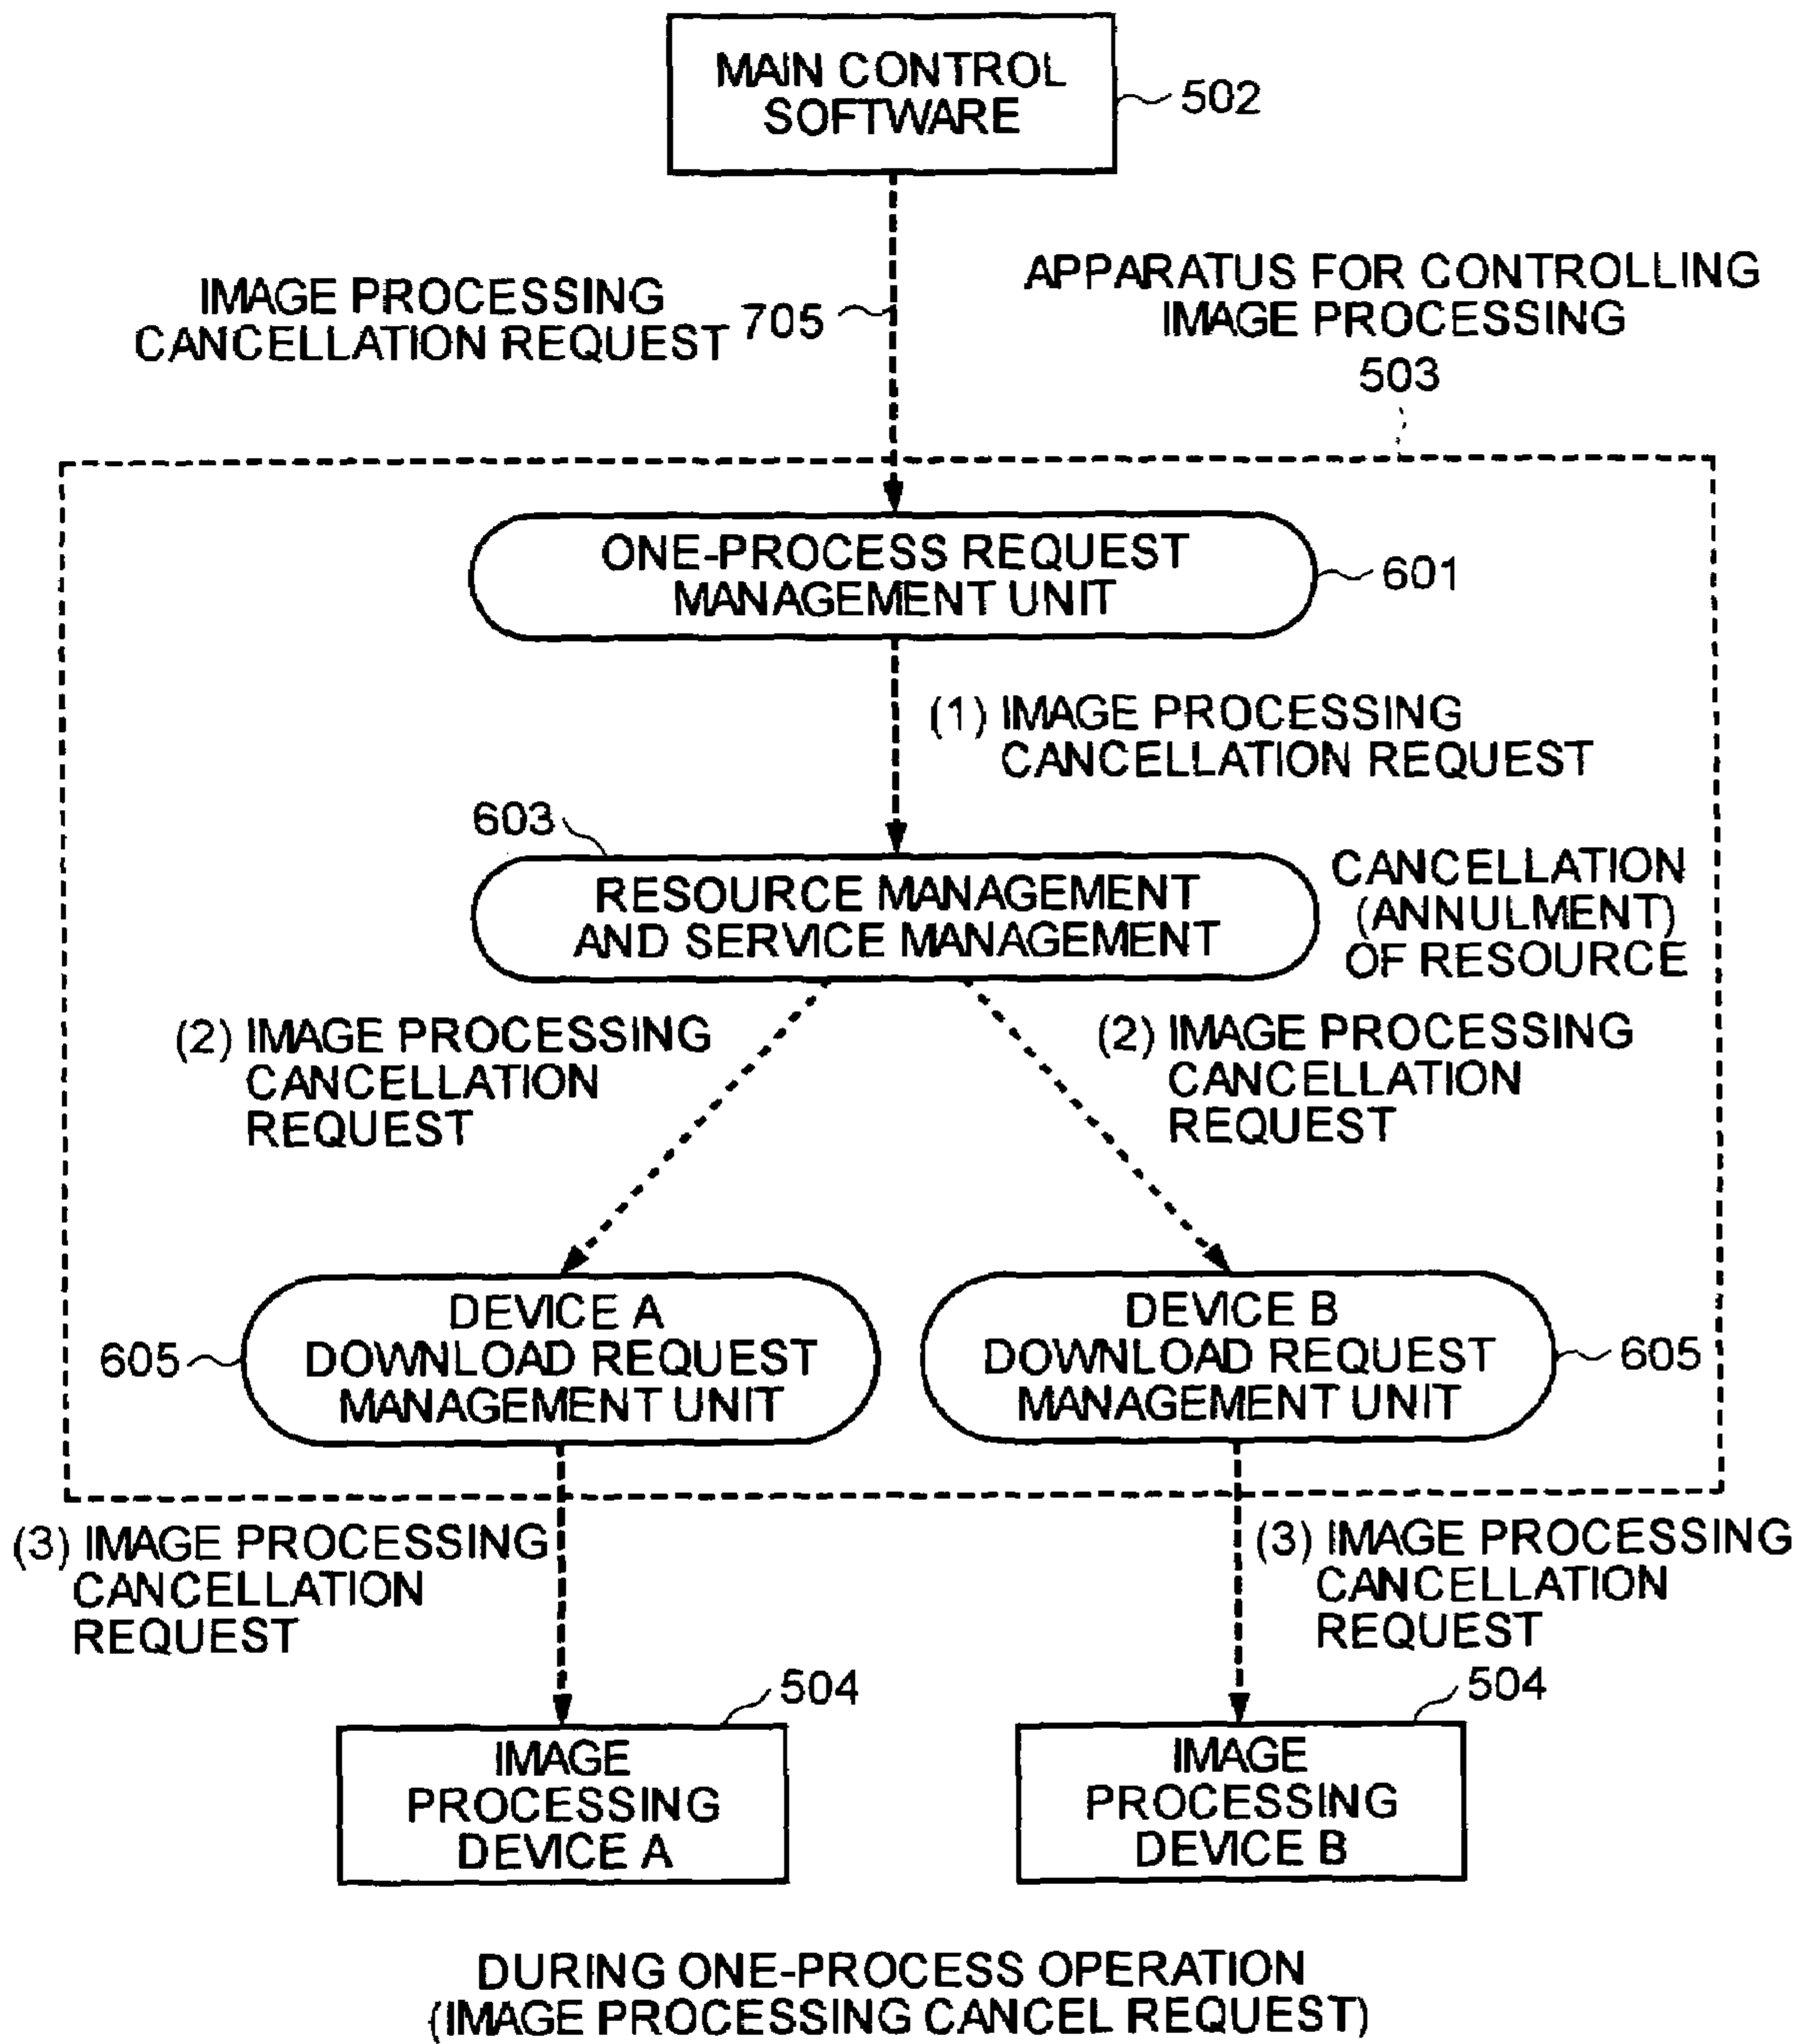 MAIN CONTROL
SOFTWARE
502
IMAGE PROCESSING
CANCELLATION REQUEST
705
APPARATUS FOR CONTROLLING
IMAGE PROCESSING
503
ONE-PROCESS REQUEST
MANAGEMENT UNIT
601
(1) IMAGE PROCESSING
CANCELLATION REQUEST
603
RESOURCE MANAGEMENT
AND SERVICE MANAGEMENT
CANCELLATION
(ANNULMENT)
OF RESOURCE
(2) IMAGE PROCESSING
CANCELLATION
REQUEST
(2) IMAGE PROCESSING
CANCELLATION
REQUEST
605
DEVICE A
DOWNLOAD REQUEST
MANAGEMENT UNIT
DEVICE B
DOWNLOAD REQUEST
MANAGEMENT UNIT
605
(3) IMAGE PROCESSING
CANCELLATION
REQUEST
(3) IMAGE PROCESSING
CANCELLATION
REQUEST
504
IMAGE
PROCESSING
DEVICE A
504
IMAGE
PROCESSING
DEVICE B
DURING ONE-PROCESS OPERATION
(IMAGE PROCESSING CANCEL REQUEST)